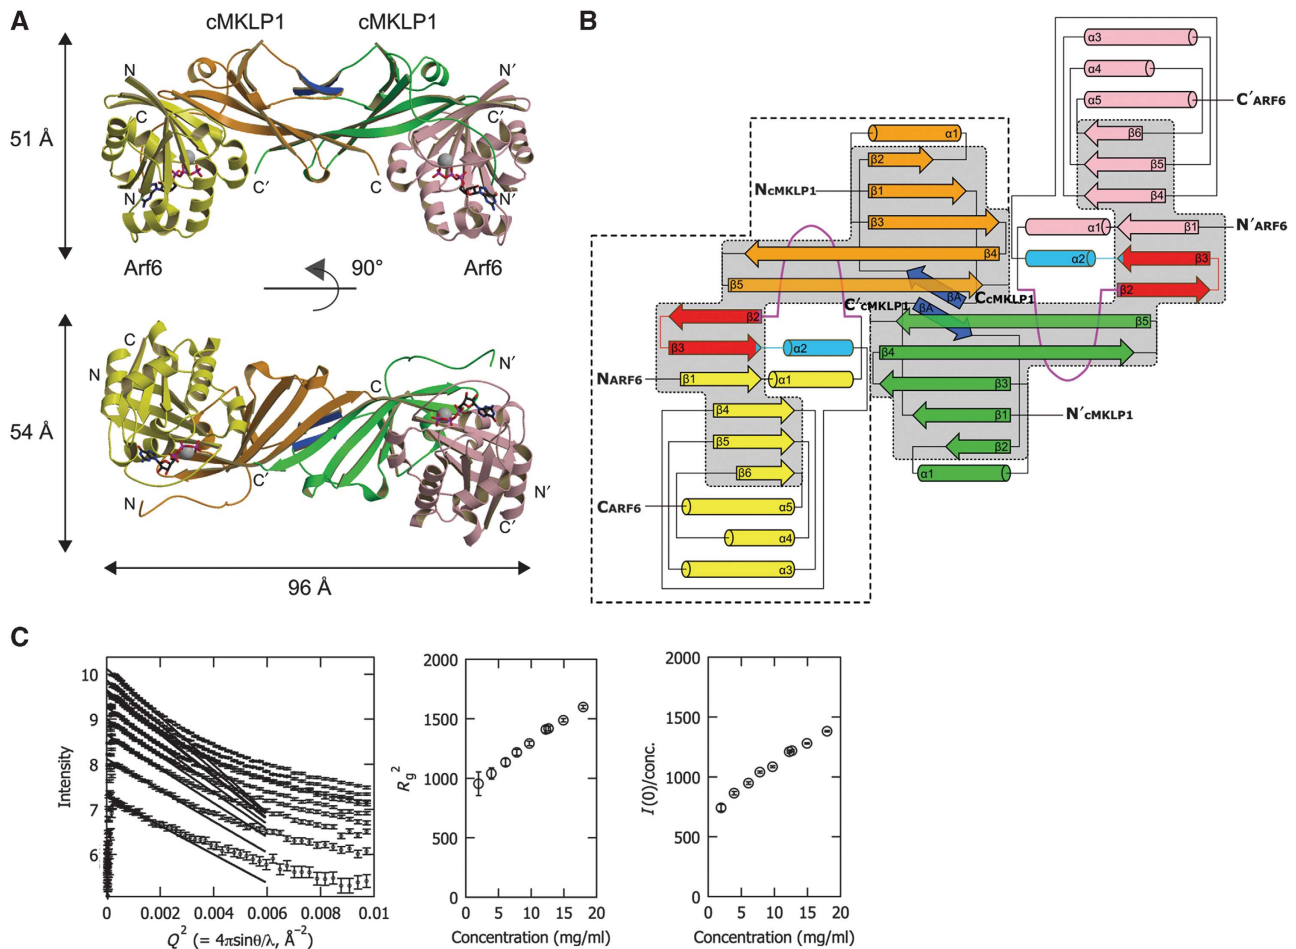 A
cMKLP1 cMKLP1
N N′
C C′
51 Å
N N′
C′ C
Arf6 Arf6
90°
C N′
N C
54 Å
C′ N′
N C′
96 Å
B
α3
α4
α5 C′ARF6
β6
α1
β2 β5
NcMKLP1 β1 β4
β3 α1 β1 N′ARF6
β4 α2 β3
β5 βA CcMKLP1 β2
C′cMKLP1 βA
β2 β5
β3 α2 β4
NARF6 β1 α1 β3
β4 β1 N′cMKLP1
β5 β2
β6 α1
CARF6 α5
α4
α3
C
Intensity
10
9
8
7
6
0 0.002 0.004 0.006 0.008 0.01
Q² (= 4πsinθ/λ, Å⁻²)
Rg²
2000
1500
1000
500
0
0 5 10 15 20
Concentration (mg/ml)
I(0)/conc.
2000
1500
1000
500
0
0 5 10 15 20
Concentration (mg/ml)